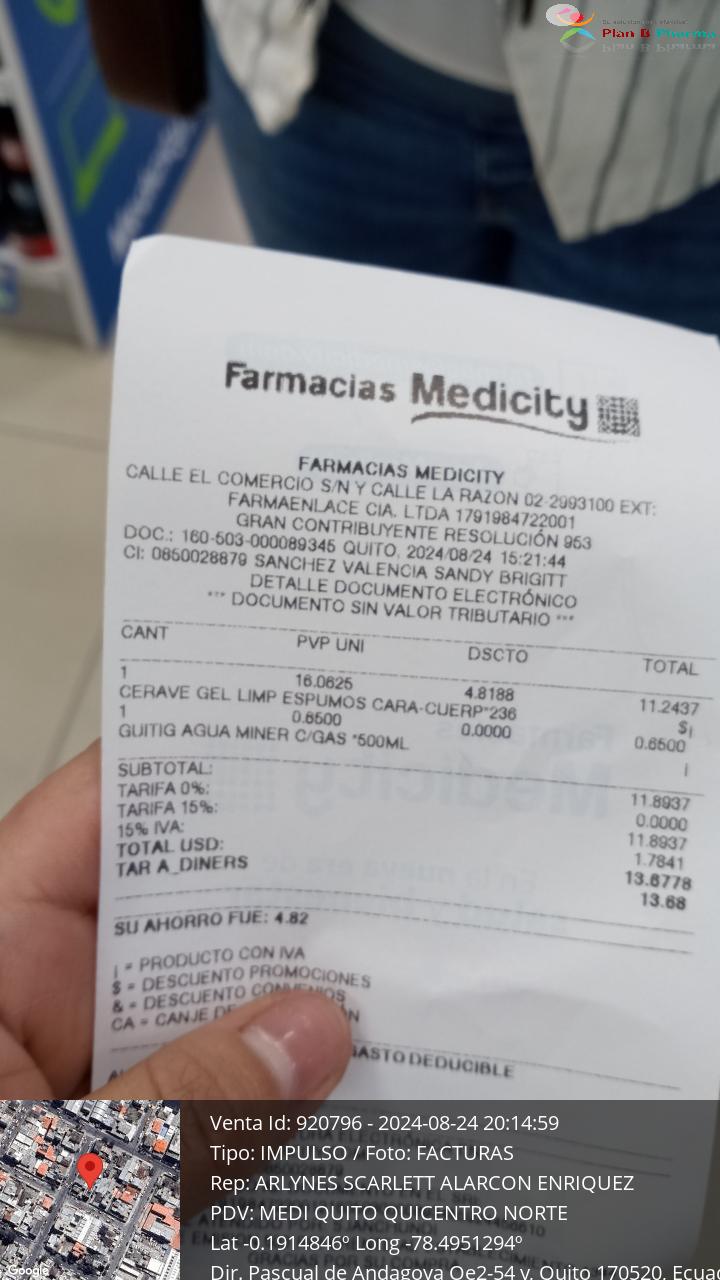 Plan B Pharma
Farmacias Medicity
FARMACIAS MEDICITY
CALLE EL COMERCIO S/N Y CALLE LA RAZON 02-2993100 EXT:
FARMAENLACE CIA. LTDA 1791984722001
GRAN CONTRIBUYENTE RESOLUCIÓN 953
DOC.: 160-503-000089345 QUITO, 2024/08/24 15:21:44
CI: 0850028879 SANCHEZ VALENCIA SANDY BRIGITT
DETALLE DOCUMENTO ELECTRÓNICO
*** DOCUMENTO SIN VALOR TRIBUTARIO ***
CANT PVP UNI DSCTO TOTAL
1 16.0625 4.8188 11.2437
CERAVE GEL LIMP ESPUMOS CARA-CUERP*236 $I
1 0.6500 0.0000 0.6500
GUITIG AGUA MINER C/GAS *500ML I
SUBTOTAL: 11.8937
TARIFA 0%: 0.0000
TARIFA 15%: 11.8937
15% IVA: 1.7841
TOTAL USD: 13.6778
TAR A_DINERS 13.68
SU AHORRO FUE: 4.82
I = PRODUCTO CON IVA
$ = DESCUENTO PROMOCIONES
& = DESCUENTO CONVENIOS
CA = CANJE DE
GASTO DEDUCIBLE
Venta Id: 920796 - 2024-08-24 20:14:59
Tipo: IMPULSO / Foto: FACTURAS
Rep: ARLYNES SCARLETT ALARCON ENRIQUEZ
PDV: MEDI QUITO QUICENTRO NORTE
Lat -0.1914846º Long -78.4951294º
Dir. Pascual de Andagoya Oe2-54 y, Quito 170520, Ecua
Google